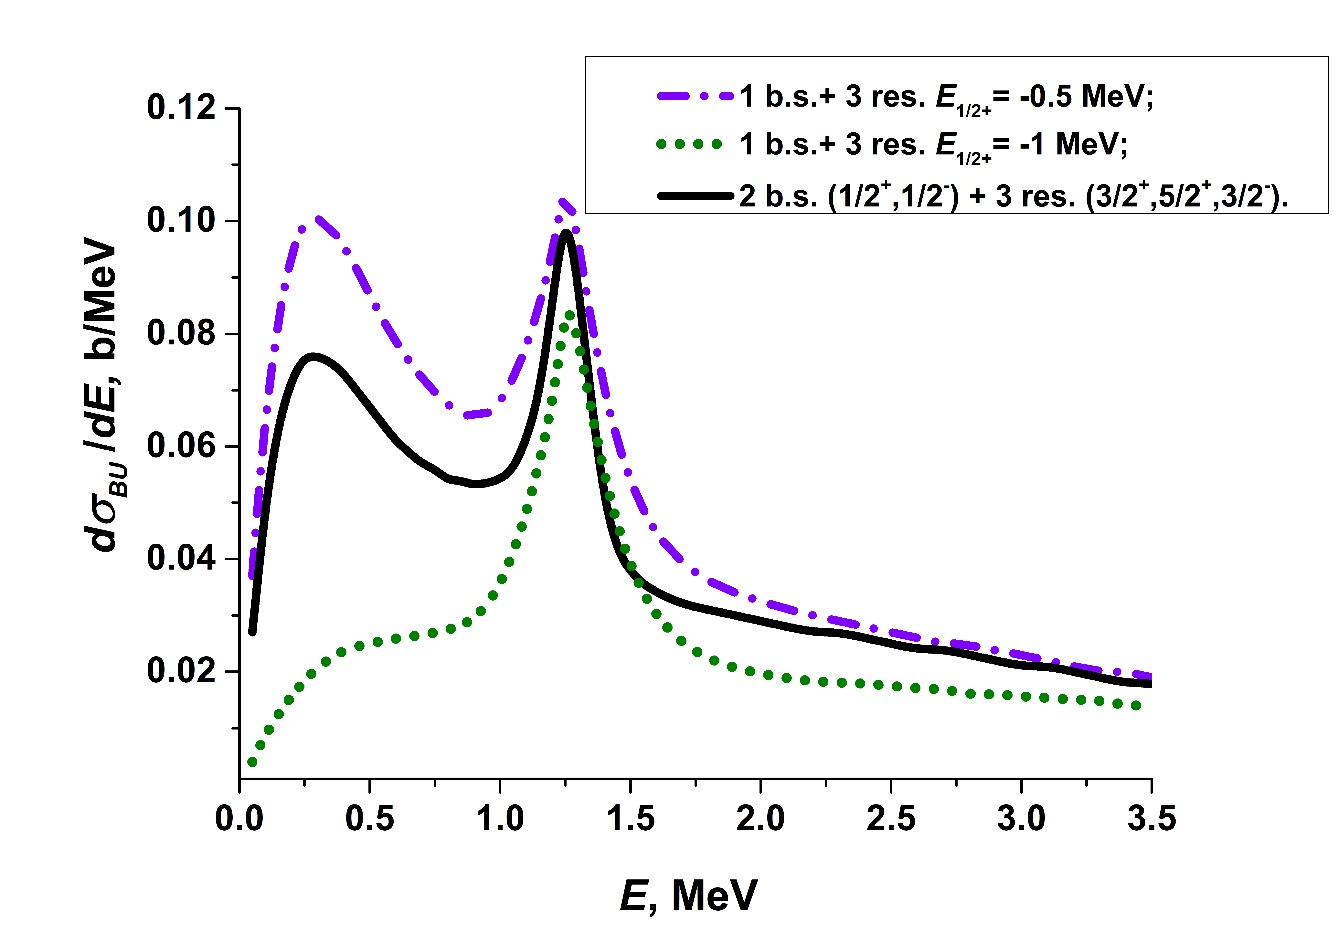 1 b.s.+ 3 res. E1/2+= -0.5 MeV;
1 b.s.+ 3 res. E1/2+= -1 MeV;
2 b.s. (1/2+,1/2-) + 3 res. (3/2+,5/2+,3/2-).
dσBU/dE, b/MeV
0.12
0.10
0.08
0.06
0.04
0.02
0.0 0.5 1.0 1.5 2.0 2.5 3.0 3.5
E, MeV